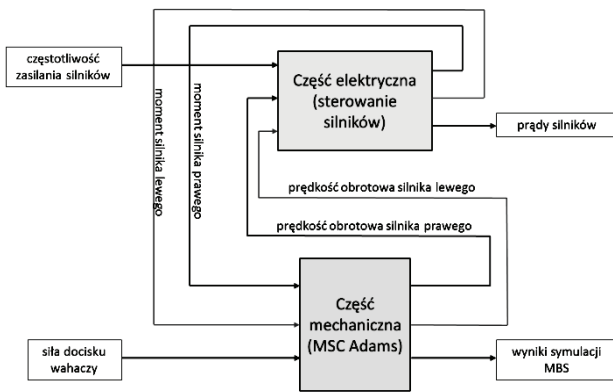 częstotliwość
zasilania silników
Część elektryczna
(sterowanie
silników)
prądy silników
moment silnika lewego
moment silnika prawego
prędkość obrotowa silnika lewego
prędkość obrotowa silnika prawego
Część
mechaniczna
(MSC Adams)
siła docisku
wahaczy
wyniki symulacji
MBS